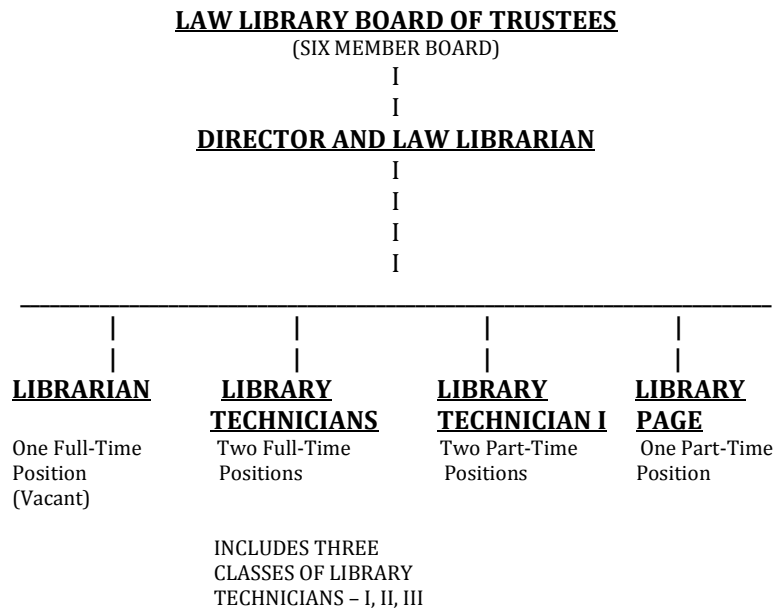 LAW LIBRARY BOARD OF TRUSTEES
(SIX MEMBER BOARD)
I
I
DIRECTOR AND LAW LIBRARIAN
I
I
I
I
| | | |
| | | |
LIBRARIAN LIBRARY LIBRARY LIBRARY
TECHNICIANS TECHNICIAN I PAGE
One Full-Time Two Full-Time Two Part-Time One Part-Time
Position Positions Positions Position
(Vacant)
INCLUDES THREE
CLASSES OF LIBRARY
TECHNICIANS – I, II, III